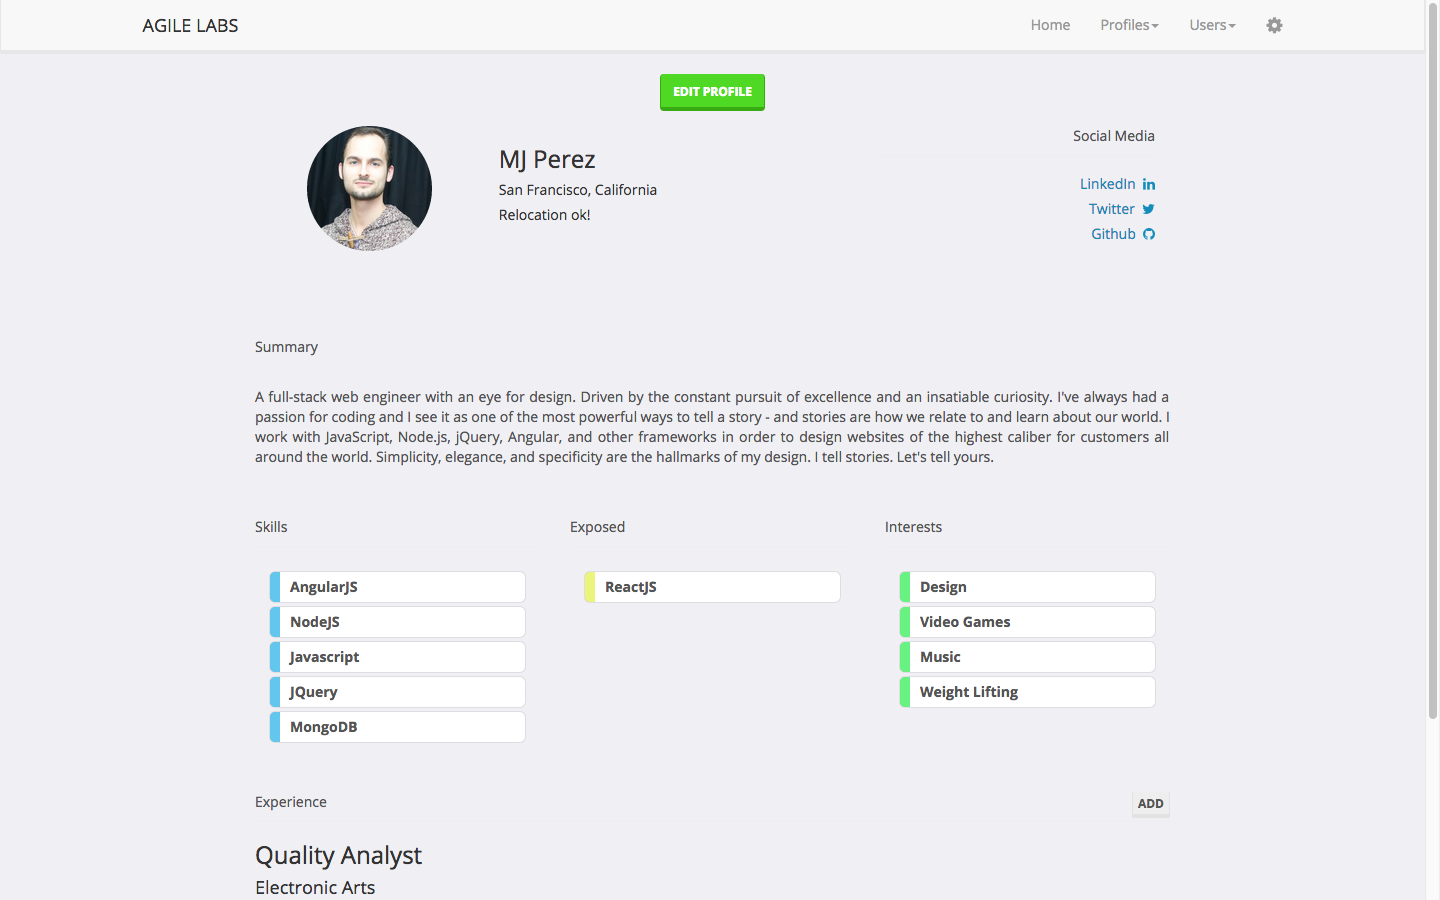 AGILE LABS
Home
Profiles
Users
EDIT PROFILE
MJ Perez
San Francisco, California
Relocation ok!
Social Media
LinkedIn
Twitter
Github
Summary
A full-stack web engineer with an eye for design. Driven by the constant pursuit of excellence and an insatiable curiosity. I've always had a
passion for coding and I see it as one of the most powerful ways to tell a story - and stories are how we relate to and learn about our world. I
work with JavaScript, Node.js, jQuery, Angular, and other frameworks in order to design websites of the highest caliber for customers all
around the world. Simplicity, elegance, and specificity are the hallmarks of my design. I tell stories. Let's tell yours.
Skills
AngularJS
NodeJS
Javascript
JQuery
MongoDB
Exposed
ReactJS
Interests
Design
Video Games
Music
Weight Lifting
Experience
ADD
Quality Analyst
Electronic Arts